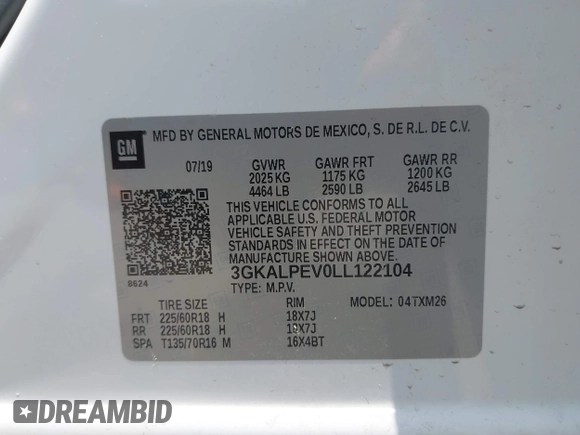 GM
MFD BY GENERAL MOTORS DE MEXICO, S. DE R.L. DE C.V.
07/19 GVWR GAWR FRT GAWR RR
2025 KG 1175 KG 1200 KG
4464 LB 2590 LB 2645 LB
THIS VEHICLE CONFORMS TO ALL
APPLICABLE U.S. FEDERAL MOTOR
VEHICLE SAFETY AND THEFT
PREVENTION STANDARDS IN EFFECT ON THE
DATE OF MANUFACTURE SHOWN ABOVE.
3GKALPEV0LL122104
8624 TYPE: M.P.V.
TIRE SIZE RIM MODEL: 04TXM26
FRT 225/60R18 H 18X7J
RR 225/60R18 H 18X7J
SPA T135/70R16 M 16X4BT
DREAMBID